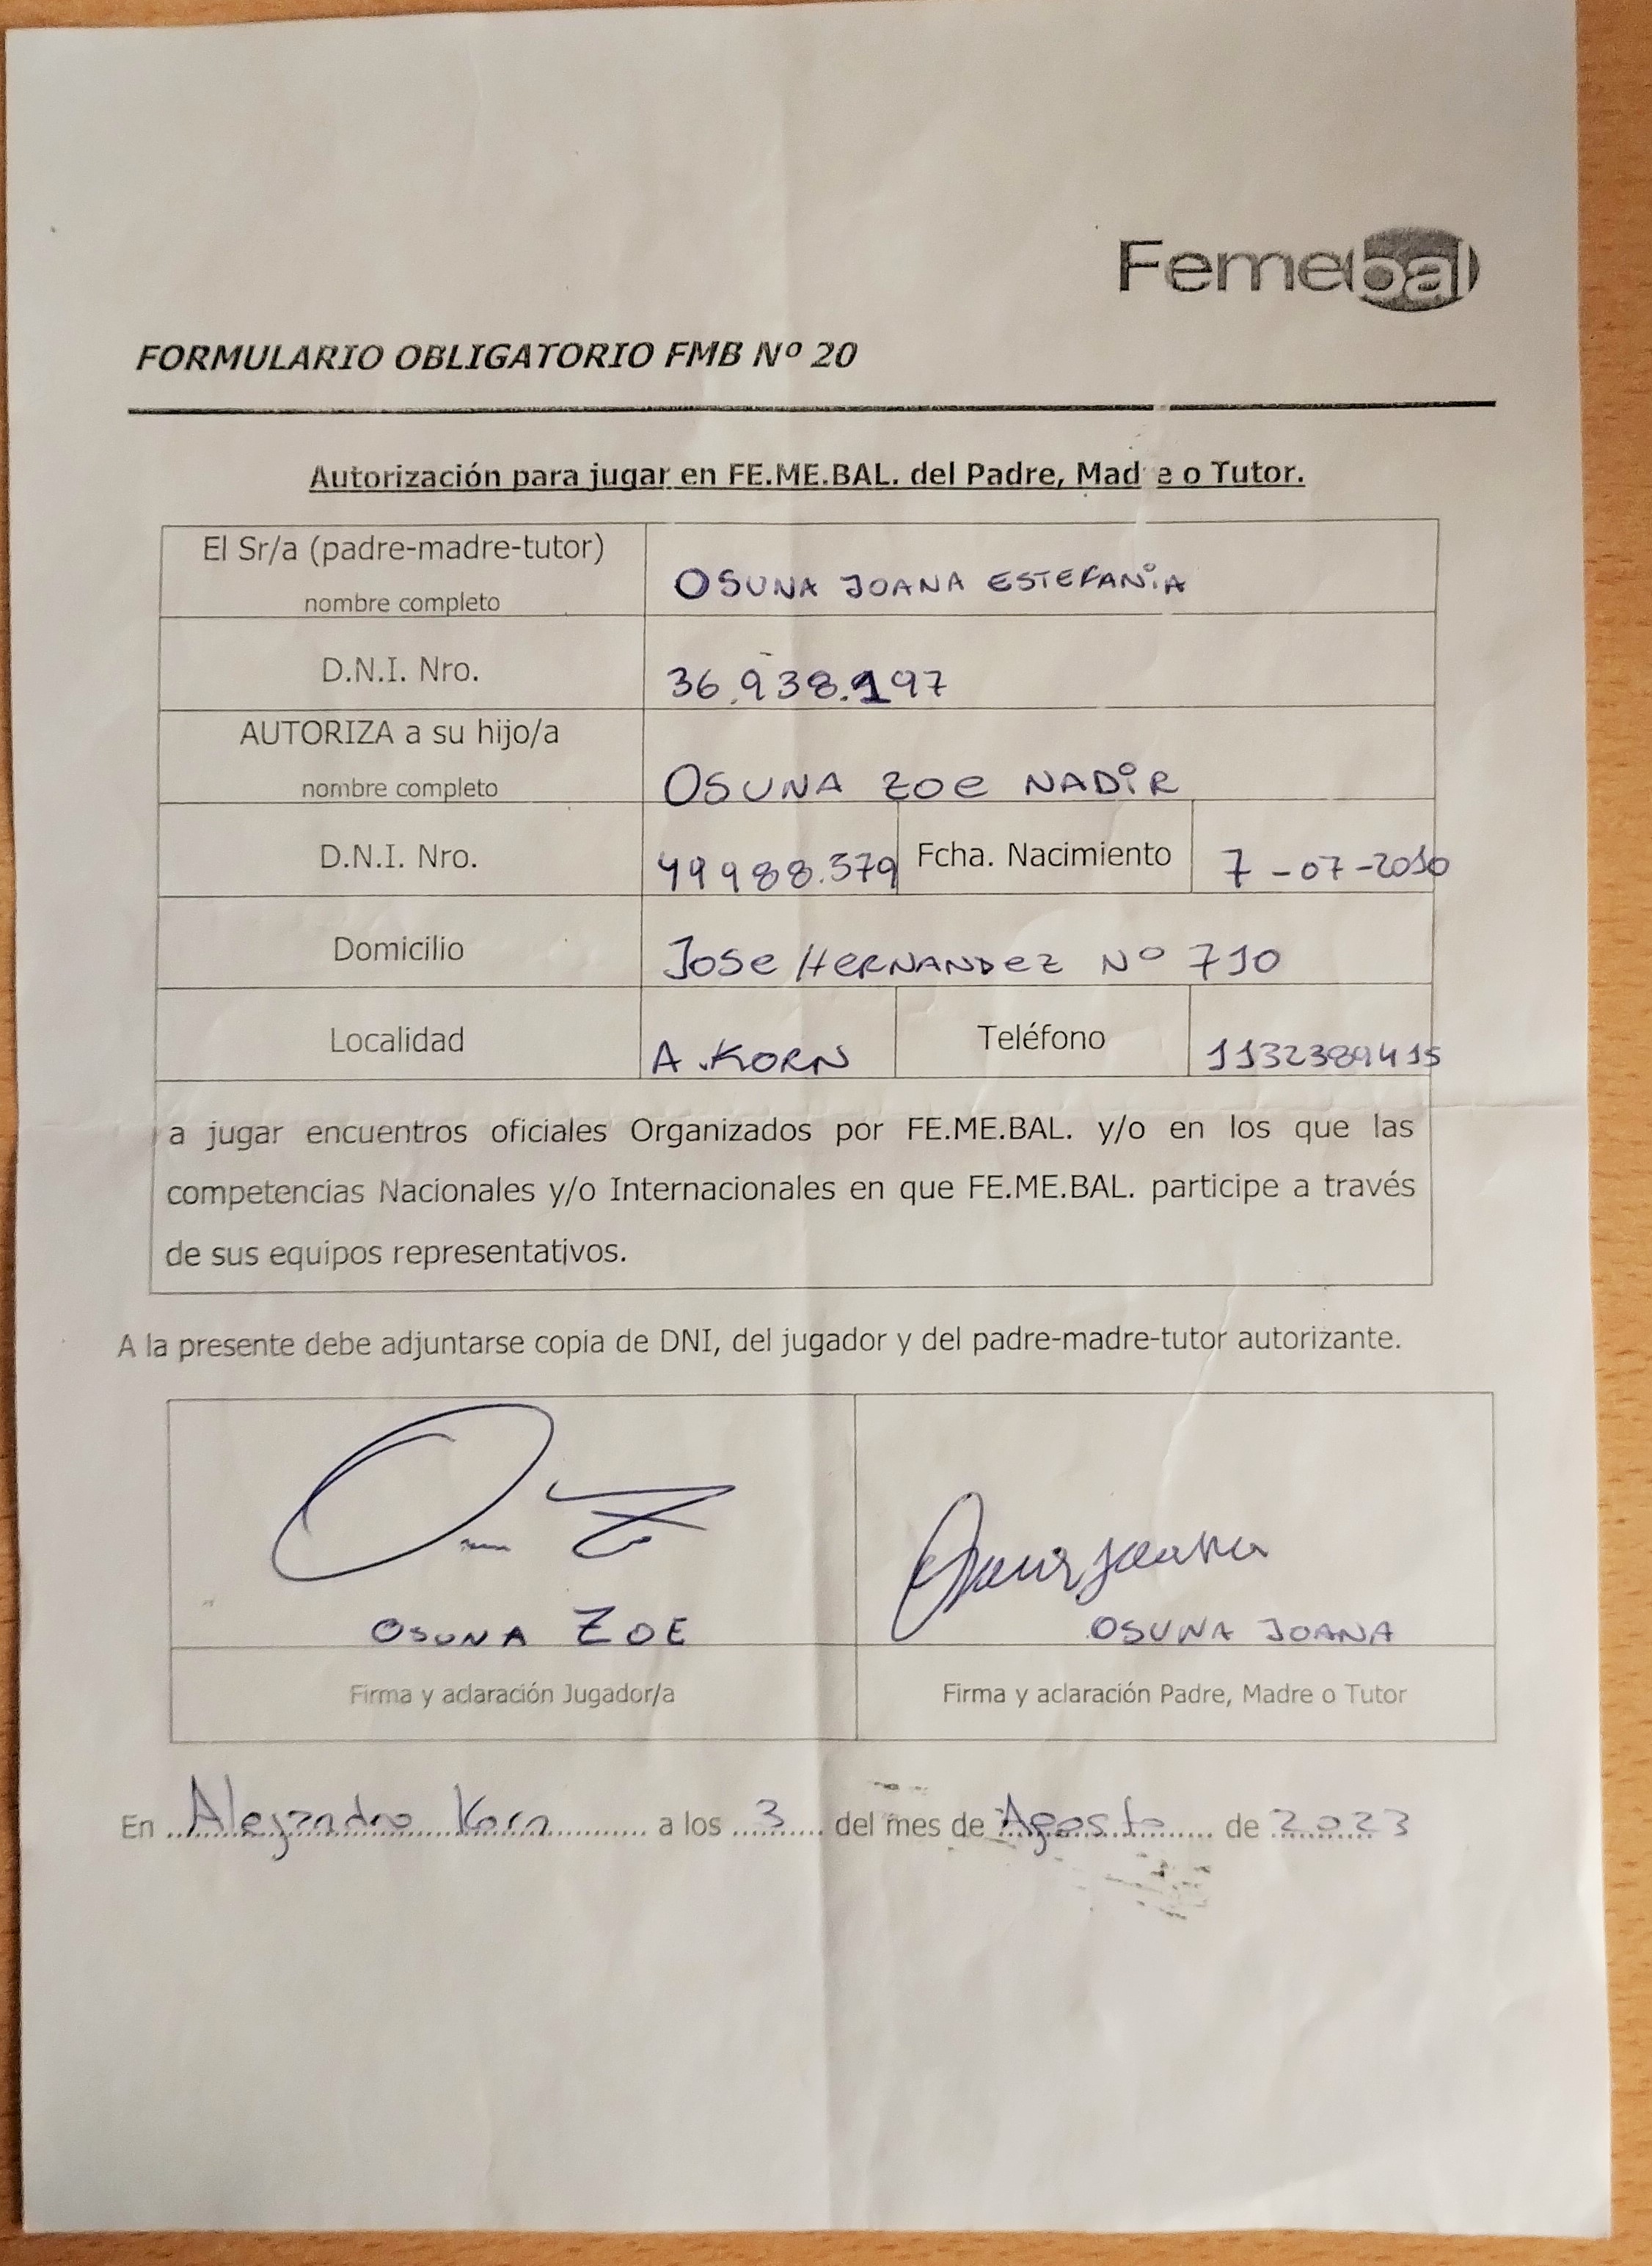 Femebal
FORMULARIO OBLIGATORIO FMB Nº 20
Autorización para jugar en FE.ME.BAL. del Padre, Mad e o Tutor.
El Sr/a (padre-madre-tutor)
nombre completo
OSUNA JOANA ESTEFANiA
D.N.I. Nro.
36.938.197
AUTORIZA a su hijo/a
nombre completo
OSUNA ZOE NADiR
D.N.I. Nro.
49988.379
Fcha. Nacimiento
7-07-2010
Domicilio
JOSE HERNANDEZ Nº 710
Localidad
A.KORN
Teléfono
1132389415
a jugar encuentros oficiales Organizados por FE.ME.BAL. y/o en los que las
competencias Nacionales y/o Internacionales en que FE.ME.BAL. participe a través
de sus equipos representativos.
A la presente debe adjuntarse copia de DNI, del jugador y del padre-madre-tutor autorizante.
OSUNA ZOE
OSUNA JOANA
Firma y aclaración Jugador/a
Firma y aclaración Padre, Madre o Tutor
En Alejandro Korn a los 3 del mes de Agosto de 2023